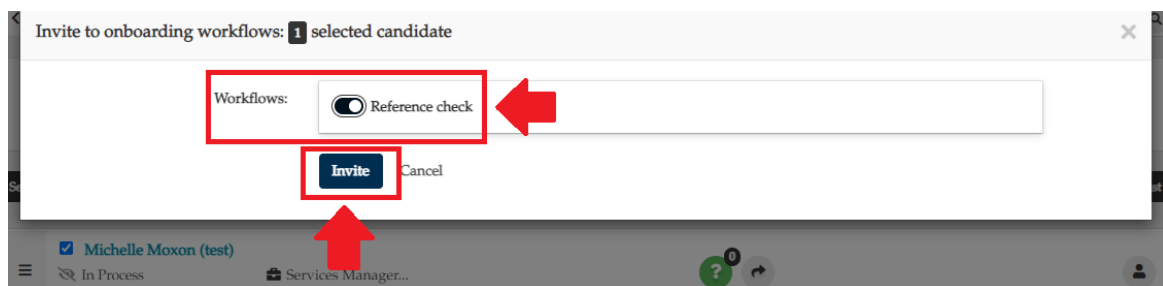 Invite to onboarding workflows: 1 selected candidate
×
Workflows:
Reference check
Invite
Cancel
Michelle Moxon (test)
0
?
In Process
Services Manager...